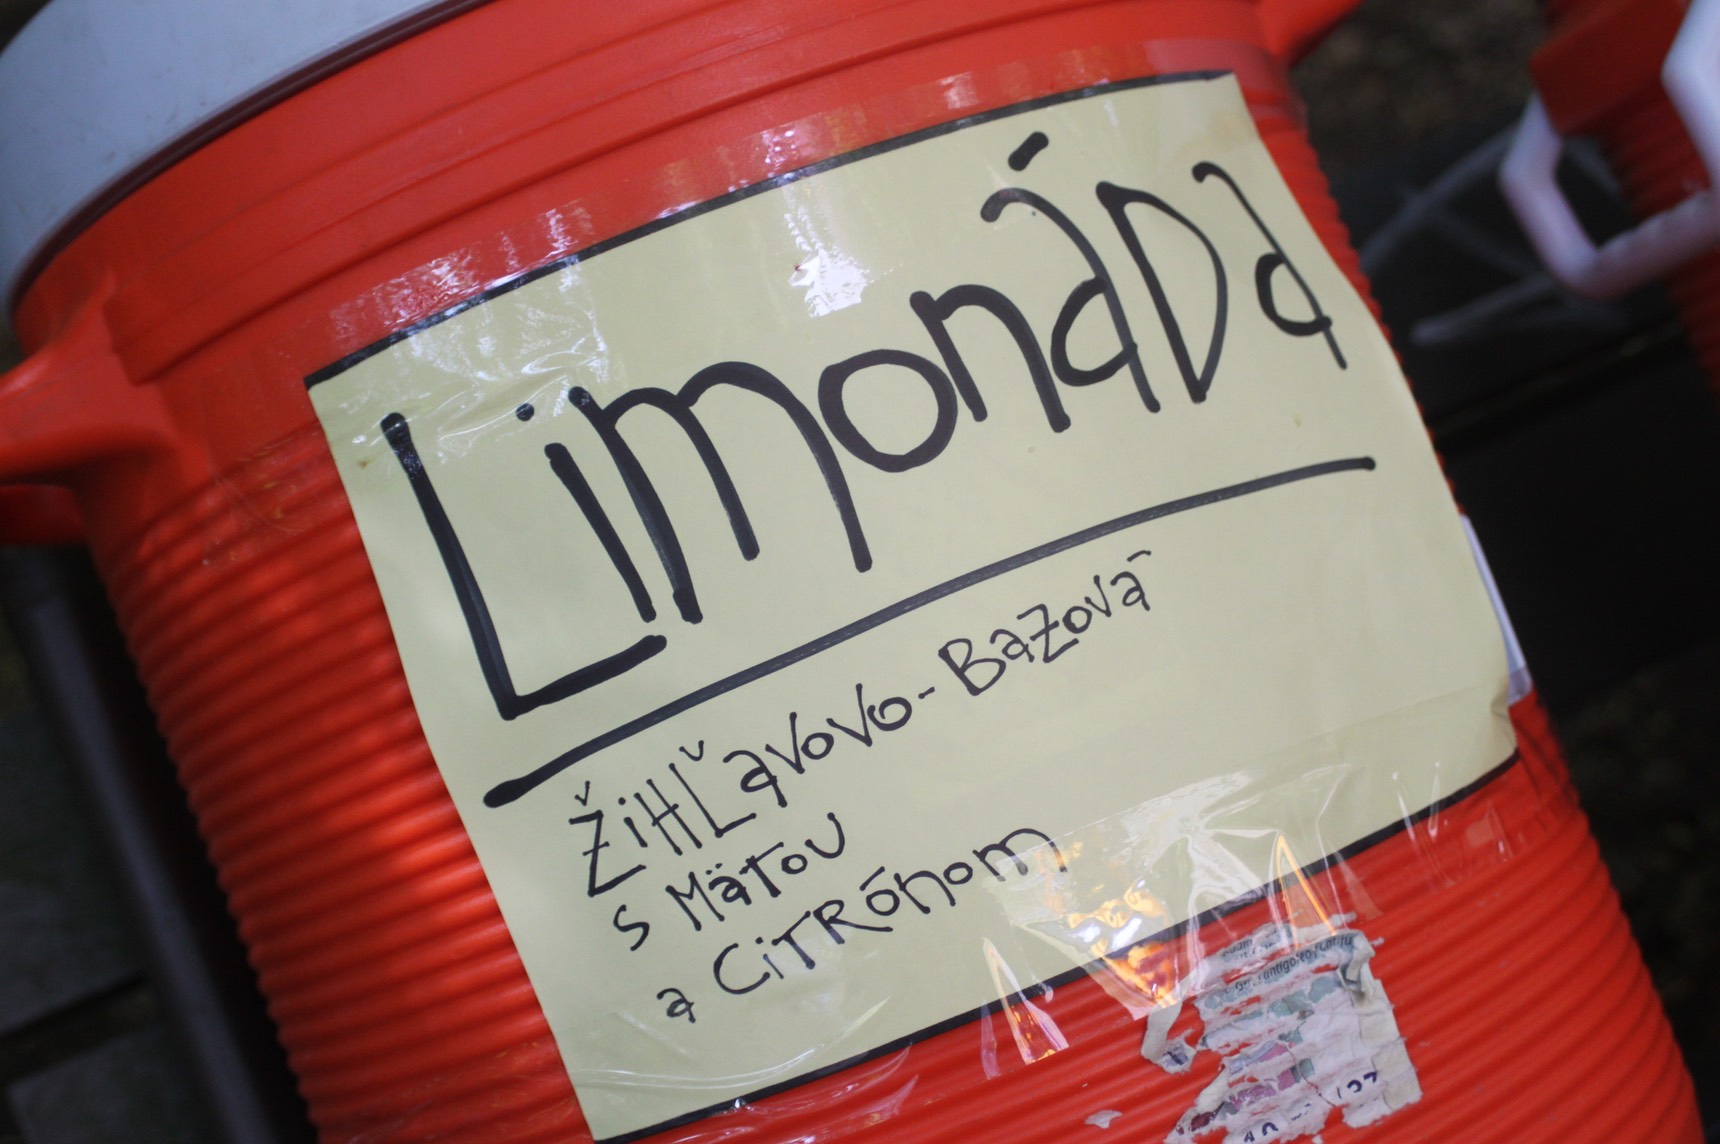 Limonáda
ŽiHĽavovo-Bazová
s Mätou
a CiTRónom